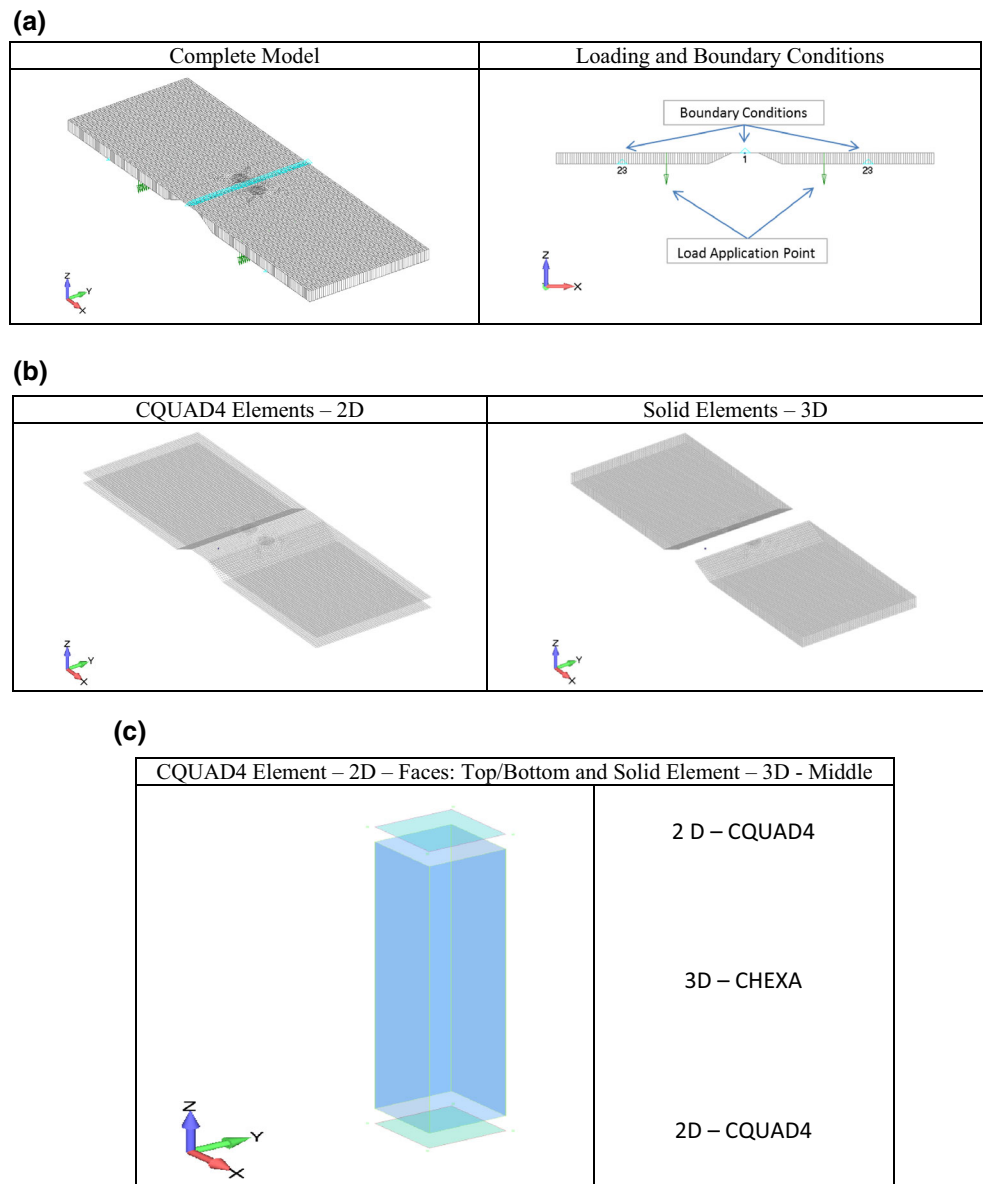 (a)
Complete Model
Loading and Boundary Conditions
Boundary Conditions
23
1
23
Load Application Point
Z
Y
X
Z
X
(b)
CQUAD4 Elements – 2D
Solid Elements – 3D
Z
Y
X
Z
Y
X
(c)
CQUAD4 Element – 2D – Faces: Top/Bottom and Solid Element – 3D - Middle
2 D – CQUAD4
3D – CHEXA
2D – CQUAD4
Z
Y
X